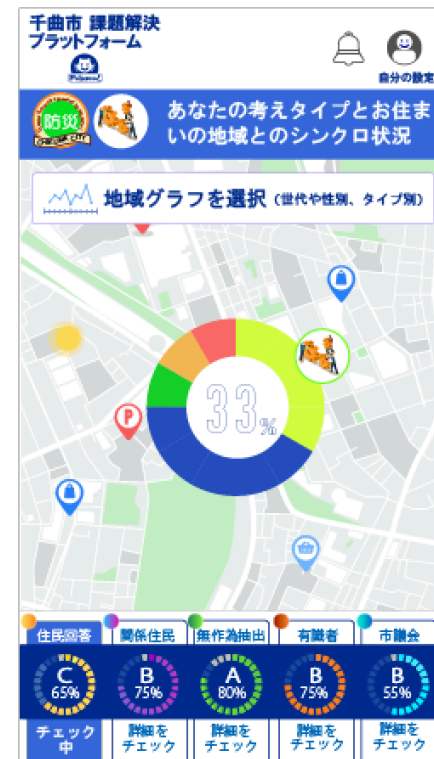 千曲市 課題解決
プラットフォーム
自分の設定
防災
あなたの考えタイプとお住ま
いの地域とのシンクロ状況
地域グラフを選択（世代や性別、タイプ別）
P
33%
住民回答
関係住民
無作為抽出
有識者
市議会
C
65%
B
75%
A
80%
B
75%
B
55%
チェック
中
詳細を
チェック
詳細を
チェック
詳細を
チェック
詳細を
チェック